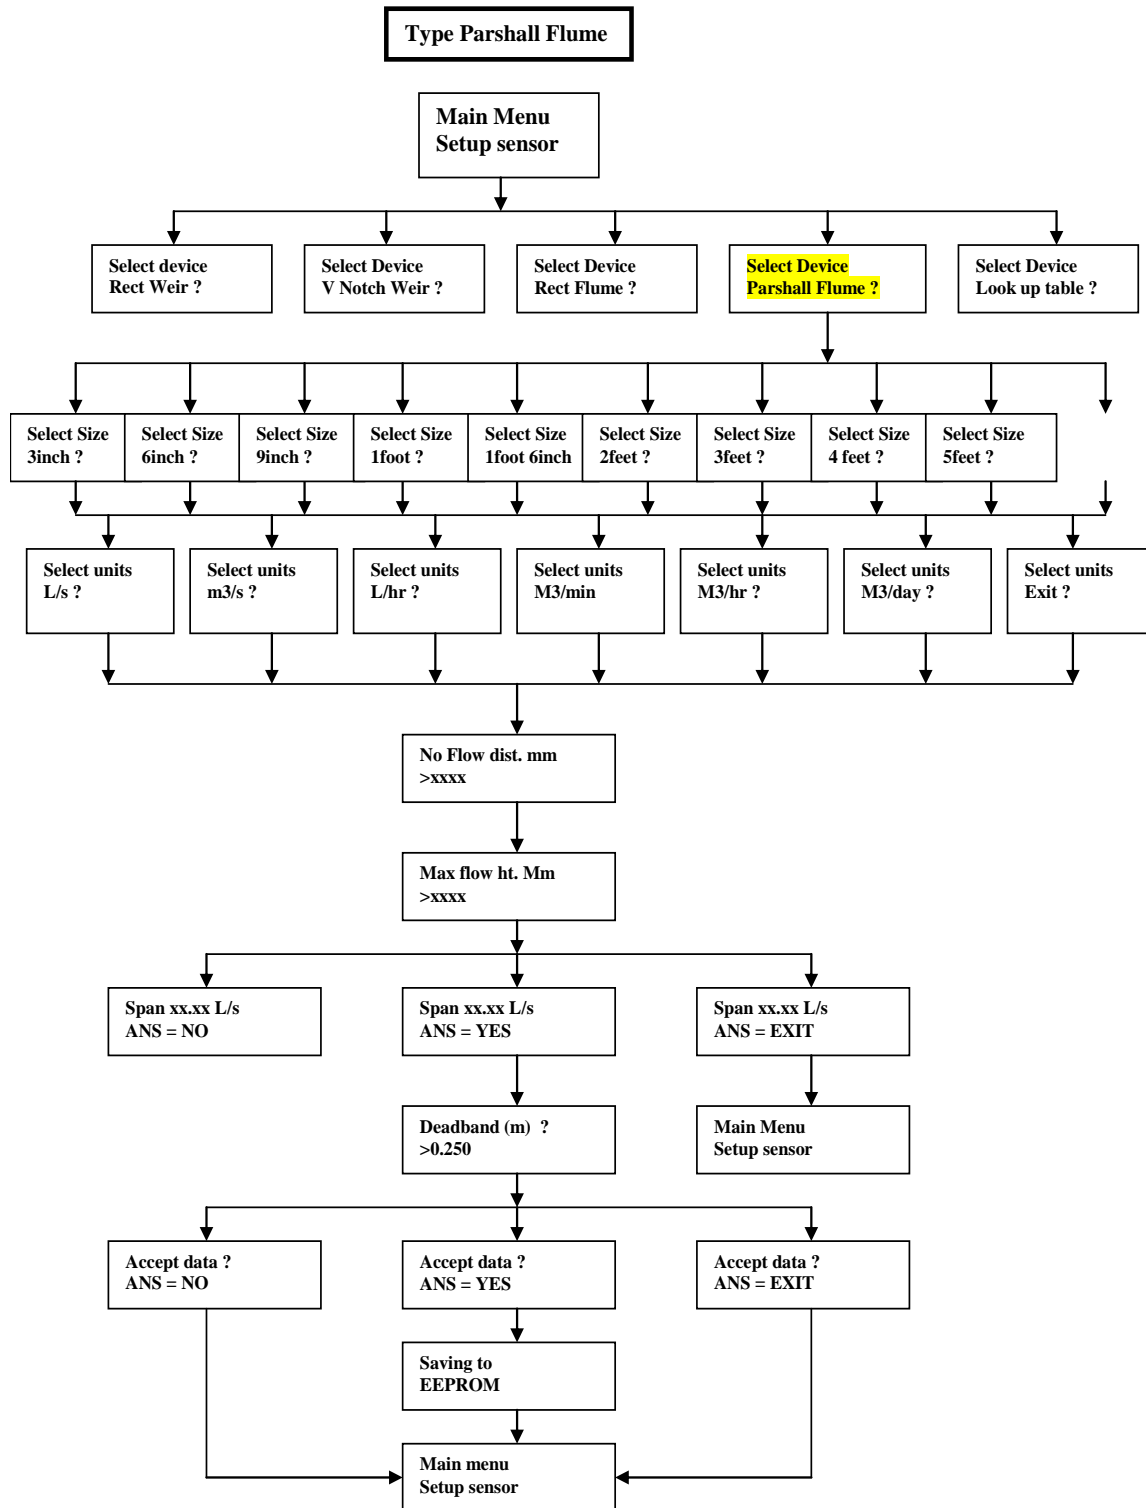 Type Parshall Flume
Main Menu
Setup sensor
Select device
Rect Weir ?
Select Device
V Notch Weir ?
Select Device
Rect Flume ?
Select Device
Parshall Flume ?
Select Device
Look up table ?
Select Size
3inch ?
Select Size
6inch ?
Select Size
9inch ?
Select Size
1foot ?
Select Size
1foot 6inch
Select Size
2feet ?
Select Size
3feet ?
Select Size
4 feet ?
Select Size
5feet ?
Select units
L/s ?
Select units
m3/s ?
Select units
L/hr ?
Select units
M3/min
Select units
M3/hr ?
Select units
M3/day ?
Select units
Exit ?
No Flow dist. mm
>xxxx
Max flow ht. Mm
>xxxx
Span xx.xx L/s
ANS = NO
Span xx.xx L/s
ANS = YES
Span xx.xx L/s
ANS = EXIT
Deadband (m) ?
>0.250
Main Menu
Setup sensor
Accept data ?
ANS = NO
Accept data ?
ANS = YES
Accept data ?
ANS = EXIT
Saving to
EEPROM
Main menu
Setup sensor